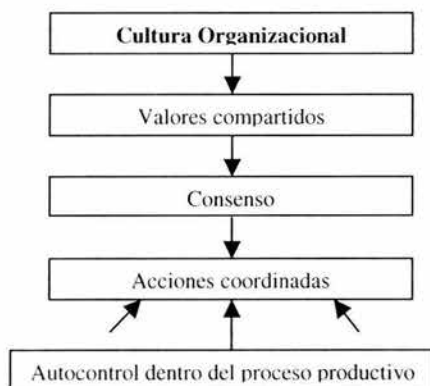 Cultura Organizacional
Valores compartidos
Consenso
Acciones coordinadas
Autocontrol dentro del proceso productivo